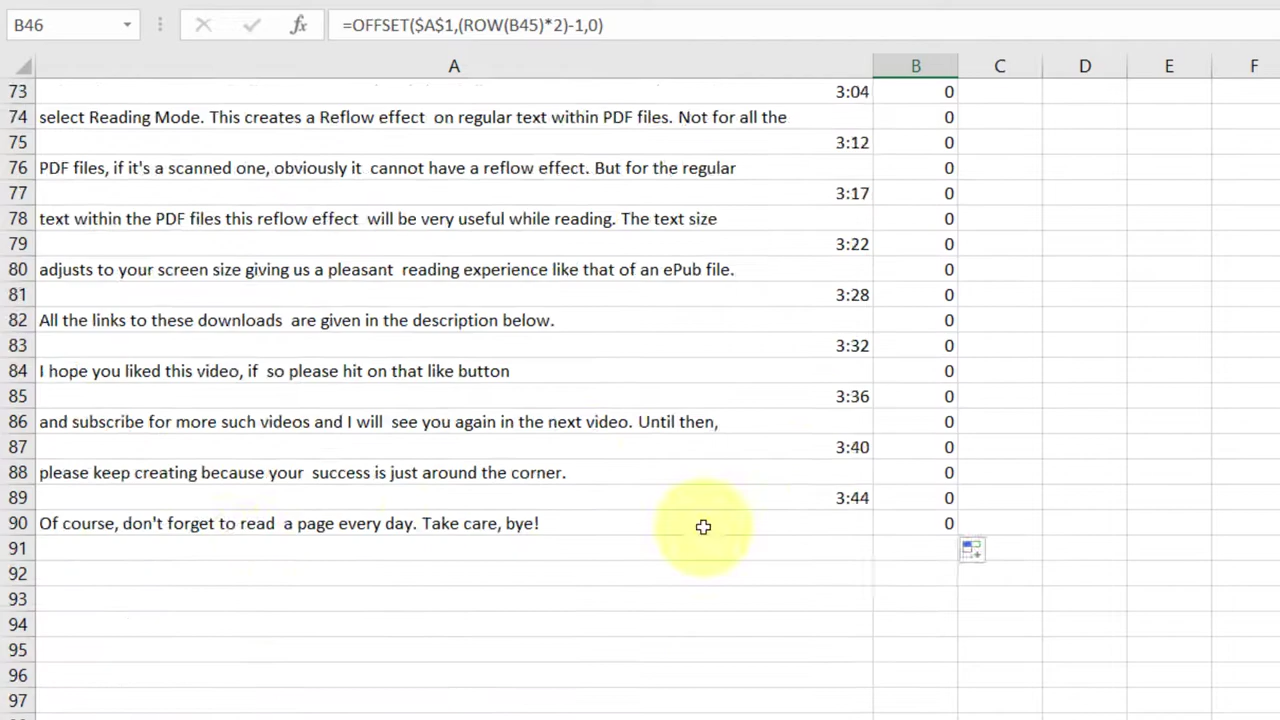 B46 fx =OFFSET($A$1,(ROW(B45)*2)-1,0)
A B C D E F
73 3:04 0
74 select Reading Mode. This creates a Reflow effect  on regular text within PDF files. Not for all the 0
75 3:12 0
76 PDF files, if it's a scanned one, obviously it  cannot have a reflow effect. But for the regular 0
77 3:17 0
78 text within the PDF files this reflow effect  will be very useful while reading. The text size 0
79 3:22 0
80 adjusts to your screen size giving us a pleasant  reading experience like that of an ePub file. 0
81 3:28 0
82 All the links to these downloads  are given in the description below. 0
83 3:32 0
84 I hope you liked this video, if  so please hit on that like button 0
85 3:36 0
86 and subscribe for more such videos and I will  see you again in the next video. Until then, 0
87 3:40 0
88 please keep creating because your  success is just around the corner. 0
89 3:44 0
90 Of course, don't forget to read  a page every day. Take care, bye! 0
91
92
93
94
95
96
97